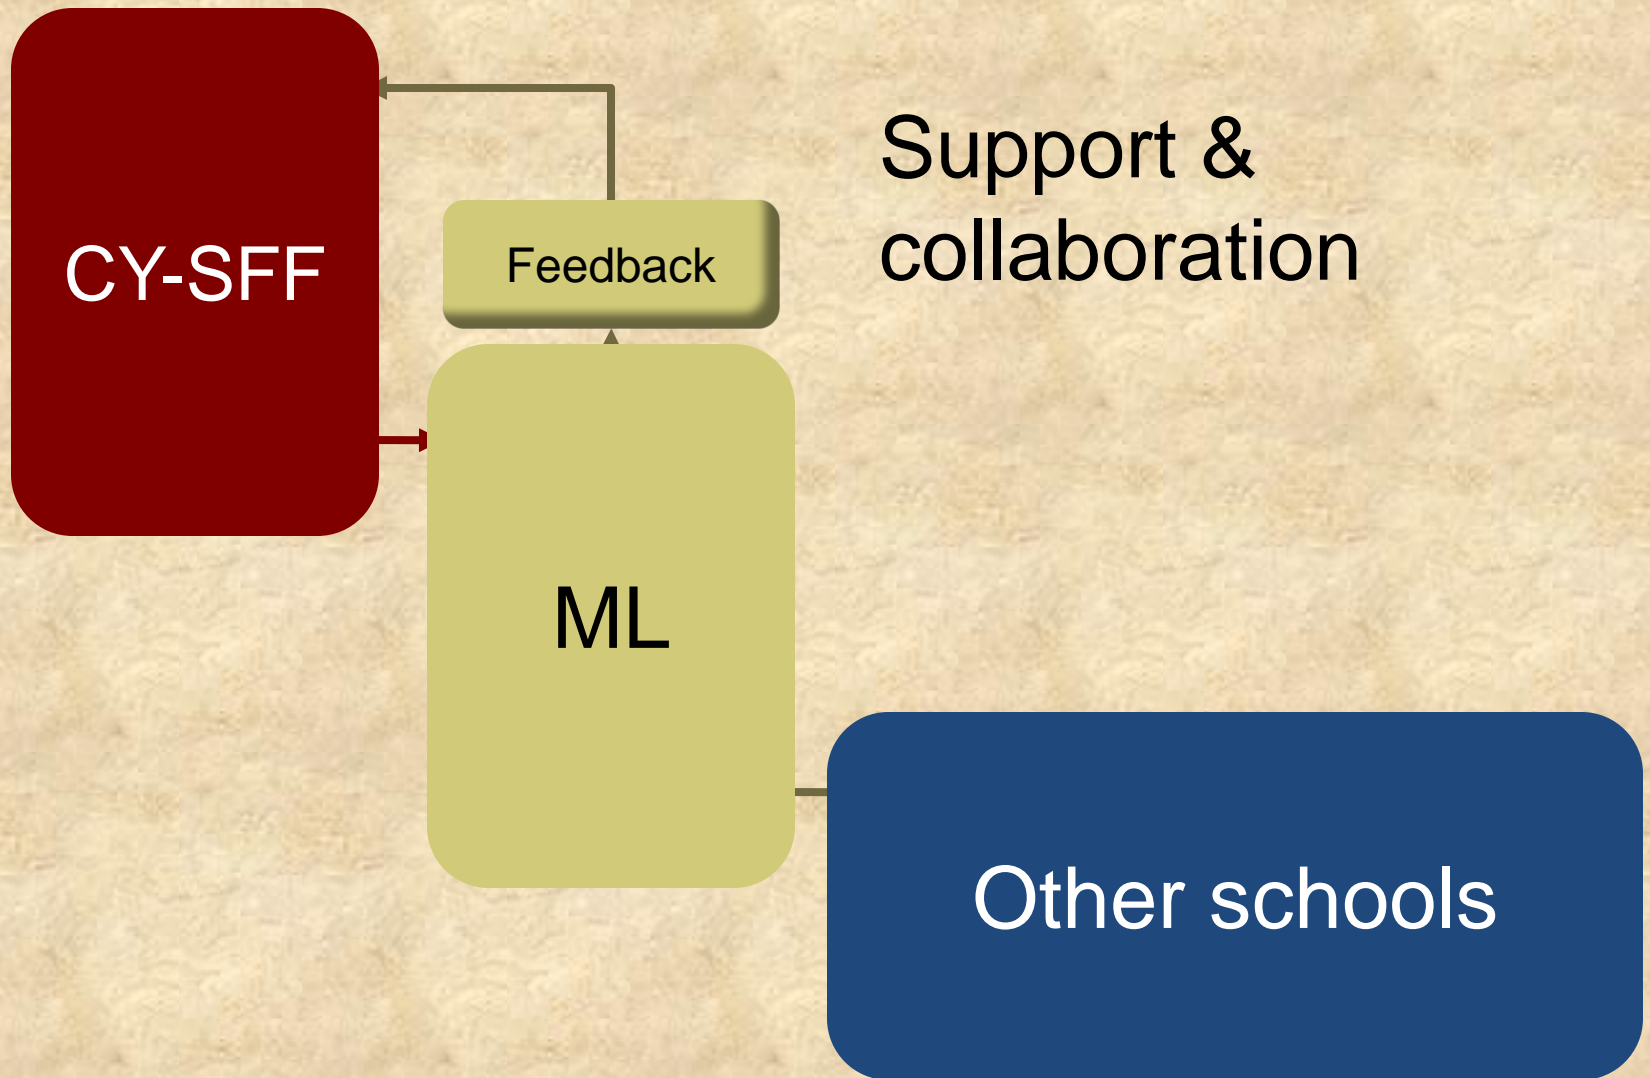 CY-SFF
Feedback
Support &
collaboration
ML
Other schools